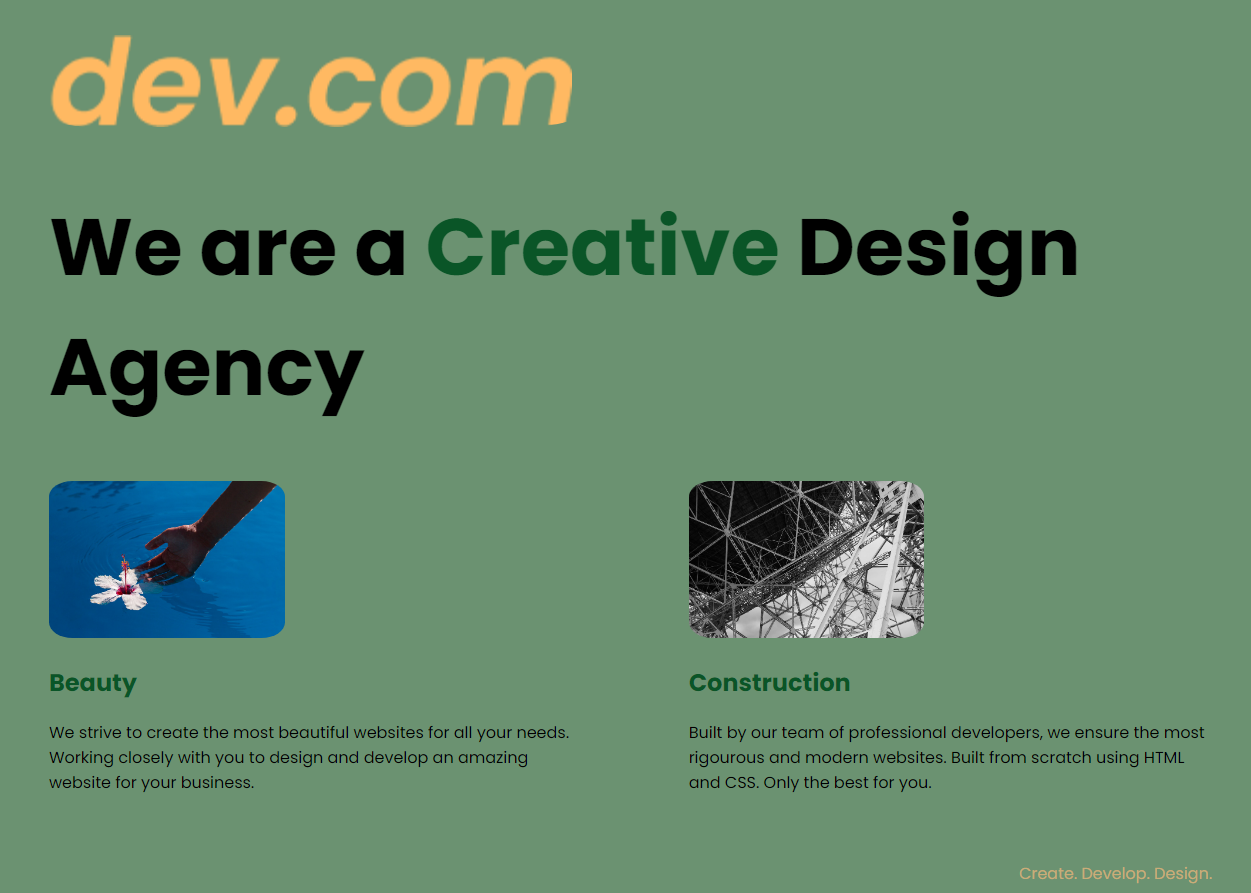 dev.com
We are a Creative Design
Agency
Beauty
We strive to create the most beautiful websites for all your needs.
Working closely with you to design and develop an amazing
website for your business.
Construction
Built by our team of professional developers, we ensure the most
rigourous and modern websites. Built from scratch using HTML
and CSS. Only the best for you.
Create. Develop. Design.